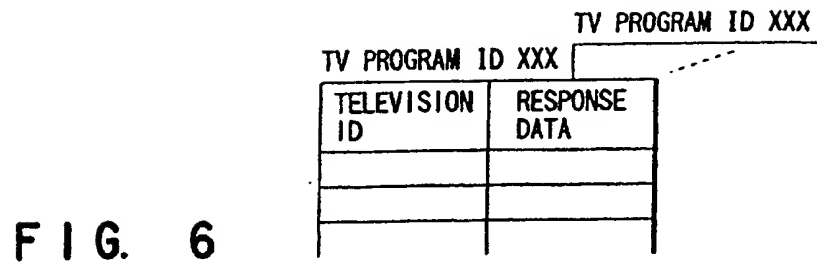 TV PROGRAM ID XXX
TV PROGRAM ID XXX
TELEVISION ID
RESPONSE DATA
FIG. 6